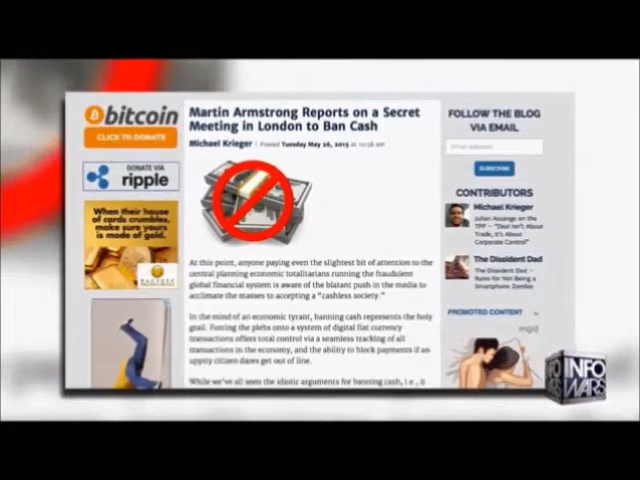 bitcoin
CLICK TO DONATE
DONATE VIA
ripple
When their house
of cards crumbles,
make sure yours
is made of gold.
Martin Armstrong Reports on a Secret
Meeting in London to Ban Cash
Michael Krieger | Posted Tuesday May 26, 2015 at
At this point, anyone paying even the slightest bit of attention to the
central planning economic totalitarians running the fraudulent
global financial system is aware of the blatant push in the media to
acclimate the masses to accepting a “cashless society.”
In the mind of an economic tyrant, banning cash represents the holy
grail. Forcing the plebs onto a system of digital fiat currency
transactions offers total control via a seamless tracking of all
transactions in the economy, and the ability to block payments if an
uppity citizen dares get out of line.
While we've all seen the idiotic arguments for banning cash, i.e., it
FOLLOW THE BLOG
VIA EMAIL
Email Address
SUBSCRIBE
CONTRIBUTORS
Michael Krieger
Julian Assange on the
TPP – “Deal Isn't About
Trade, it's About
Corporate Control”
The Dissident Dad
The Dissident Dad –
Rules for Not Being a
Smartphone Zombie
PROMOTED CONTENT
mgid
INFO
WARS